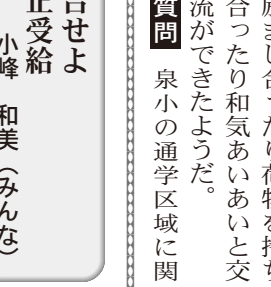 励まし合ったり荷物を持ち
合ったり和気あいあいと交
流ができたようだ。
質問 泉小の通学区域に関
せよ
正受給
小峰 和美（みんな）